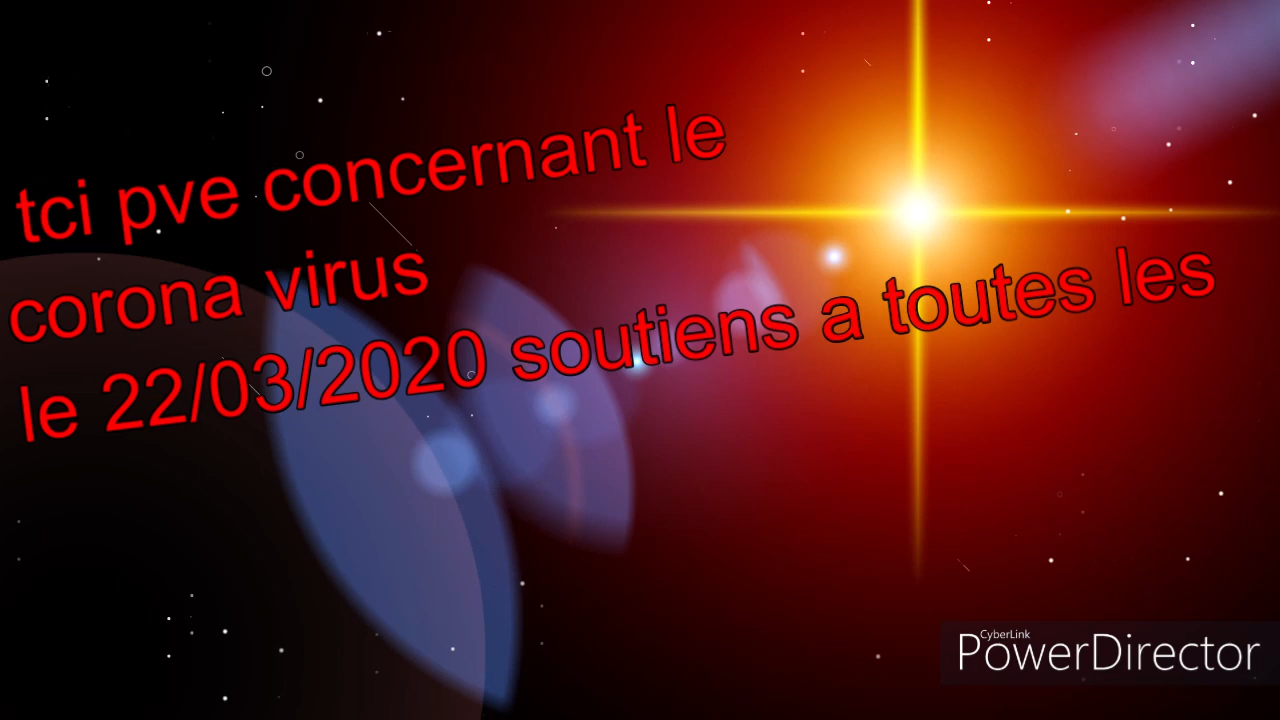 tci pve concernant le
corona virus
le 22/03/2020 soutiens a toutes les
CyberLink
PowerDirector